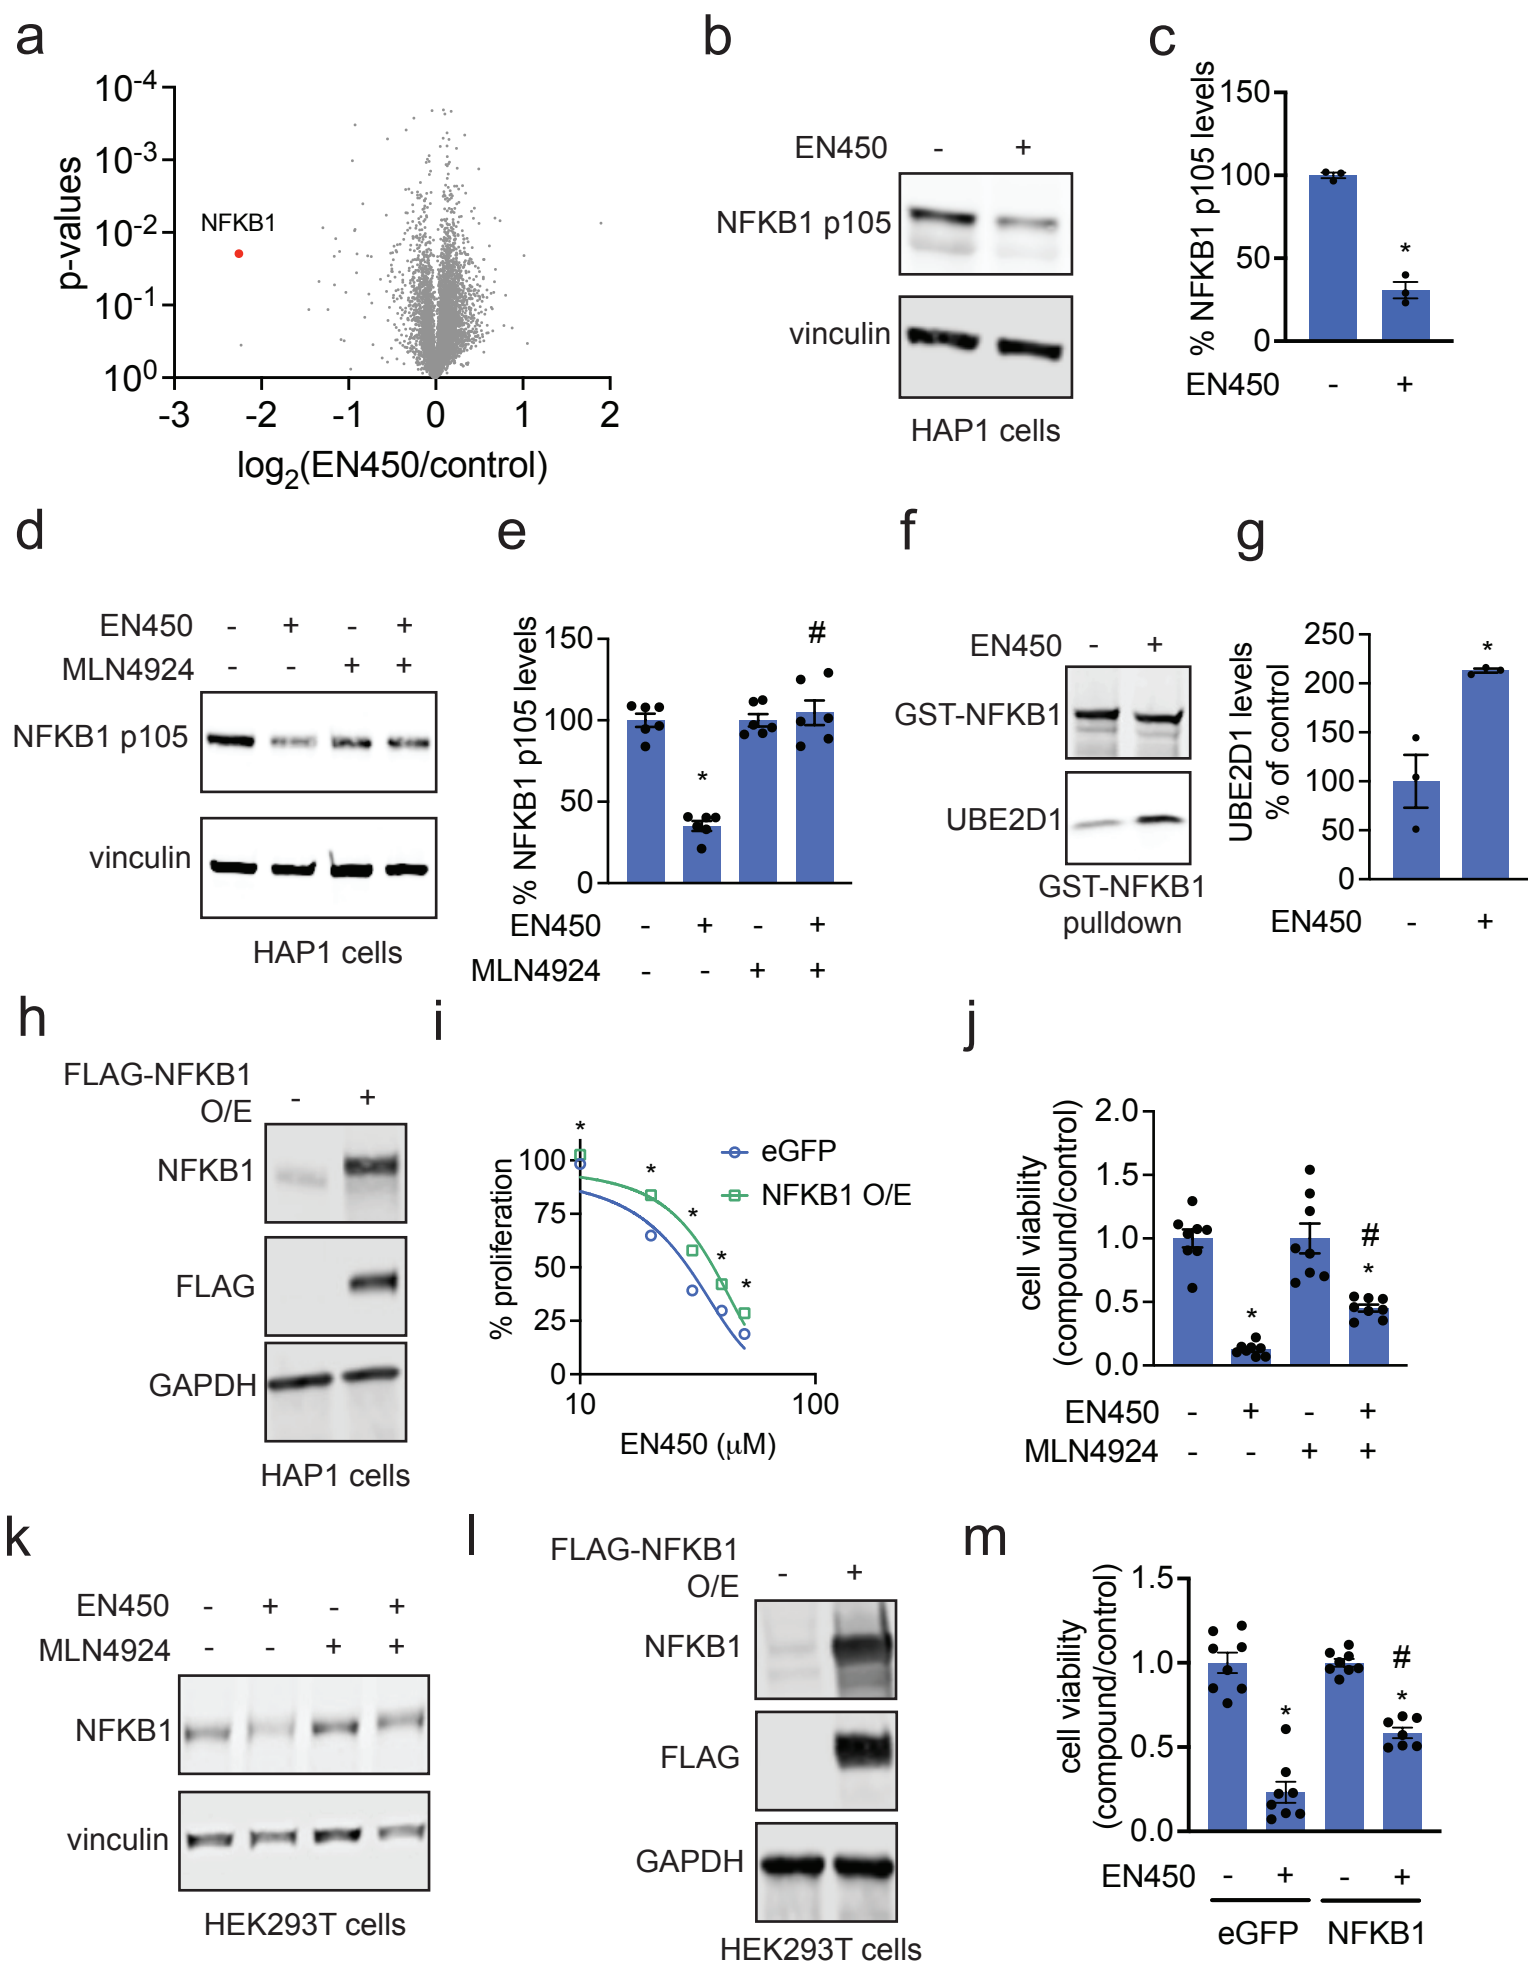 a
10-4
10-3
10-2
10-1
100
p-values
NFKB1
-3 -2 -1 0 1 2
log2(EN450/control)
b
EN450 - +
NFKB1 p105
vinculin
HAP1 cells
c
% NFKB1 p105 levels
150
100
50
0
*
EN450 - +
d
EN450 - + - +
MLN4924 - - + +
NFKB1 p105
vinculin
HAP1 cells
e
% NFKB1 p105 levels
150
100
50
0
*
#
EN450 - + - +
MLN4924 - - + +
f
EN450 - +
GST-NFKB1
UBE2D1
GST-NFKB1
pulldown
g
UBE2D1 levels
% of control
250
200
150
100
50
0
*
EN450 - +
h
FLAG-NFKB1
O/E - +
NFKB1
FLAG
GAPDH
HAP1 cells
i
% proliferation
100
75
50
25
0
* * * * *
eGFP
NFKB1 O/E
10 100
EN450 (μM)
j
cell viability
(compound/control)
2.0
1.5
1.0
0.5
0.0
*
#
*
EN450 - + - +
MLN4924 - - + +
k
EN450 - + - +
MLN4924 - - + +
NFKB1
vinculin
HEK293T cells
l
FLAG-NFKB1
O/E - +
NFKB1
FLAG
GAPDH
HEK293T cells
m
cell viability
(compound/control)
1.5
1.0
0.5
0.0
*
#
*
EN450 - + - +
eGFP NFKB1